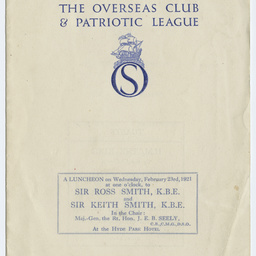 THE OVERSEAS CLUB
& PATRIOTIC LEAGUE
OS
A LUNCHEON on Wednesday, February 23rd, 1921
at one o'clock, to
SIR ROSS SMITH, K.B.E.
and
SIR KEITH SMITH, K.B.E.
In the Chair:
Maj.-Gen. the Rt. Hon. J. E. B. SEELY,
C.B., C.M.G., D.S.O.
At the HYDE PARK HOTEL.